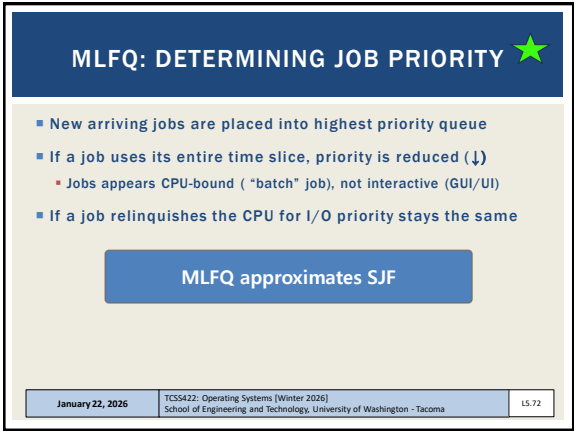 MLFQ: DETERMINING JOB PRIORITY
▪ New arriving jobs are placed into highest priority queue
▪ If a job uses its entire time slice, priority is reduced (↓)
▪ Jobs appears CPU-bound ( “batch” job), not interactive (GUI/UI)
▪ If a job relinquishes the CPU for I/O priority stays the same
MLFQ approximates SJF
January 22, 2026
TCSS422: Operating Systems [Winter 2026]
School of Engineering and Technology, University of Washington - Tacoma
L5.72